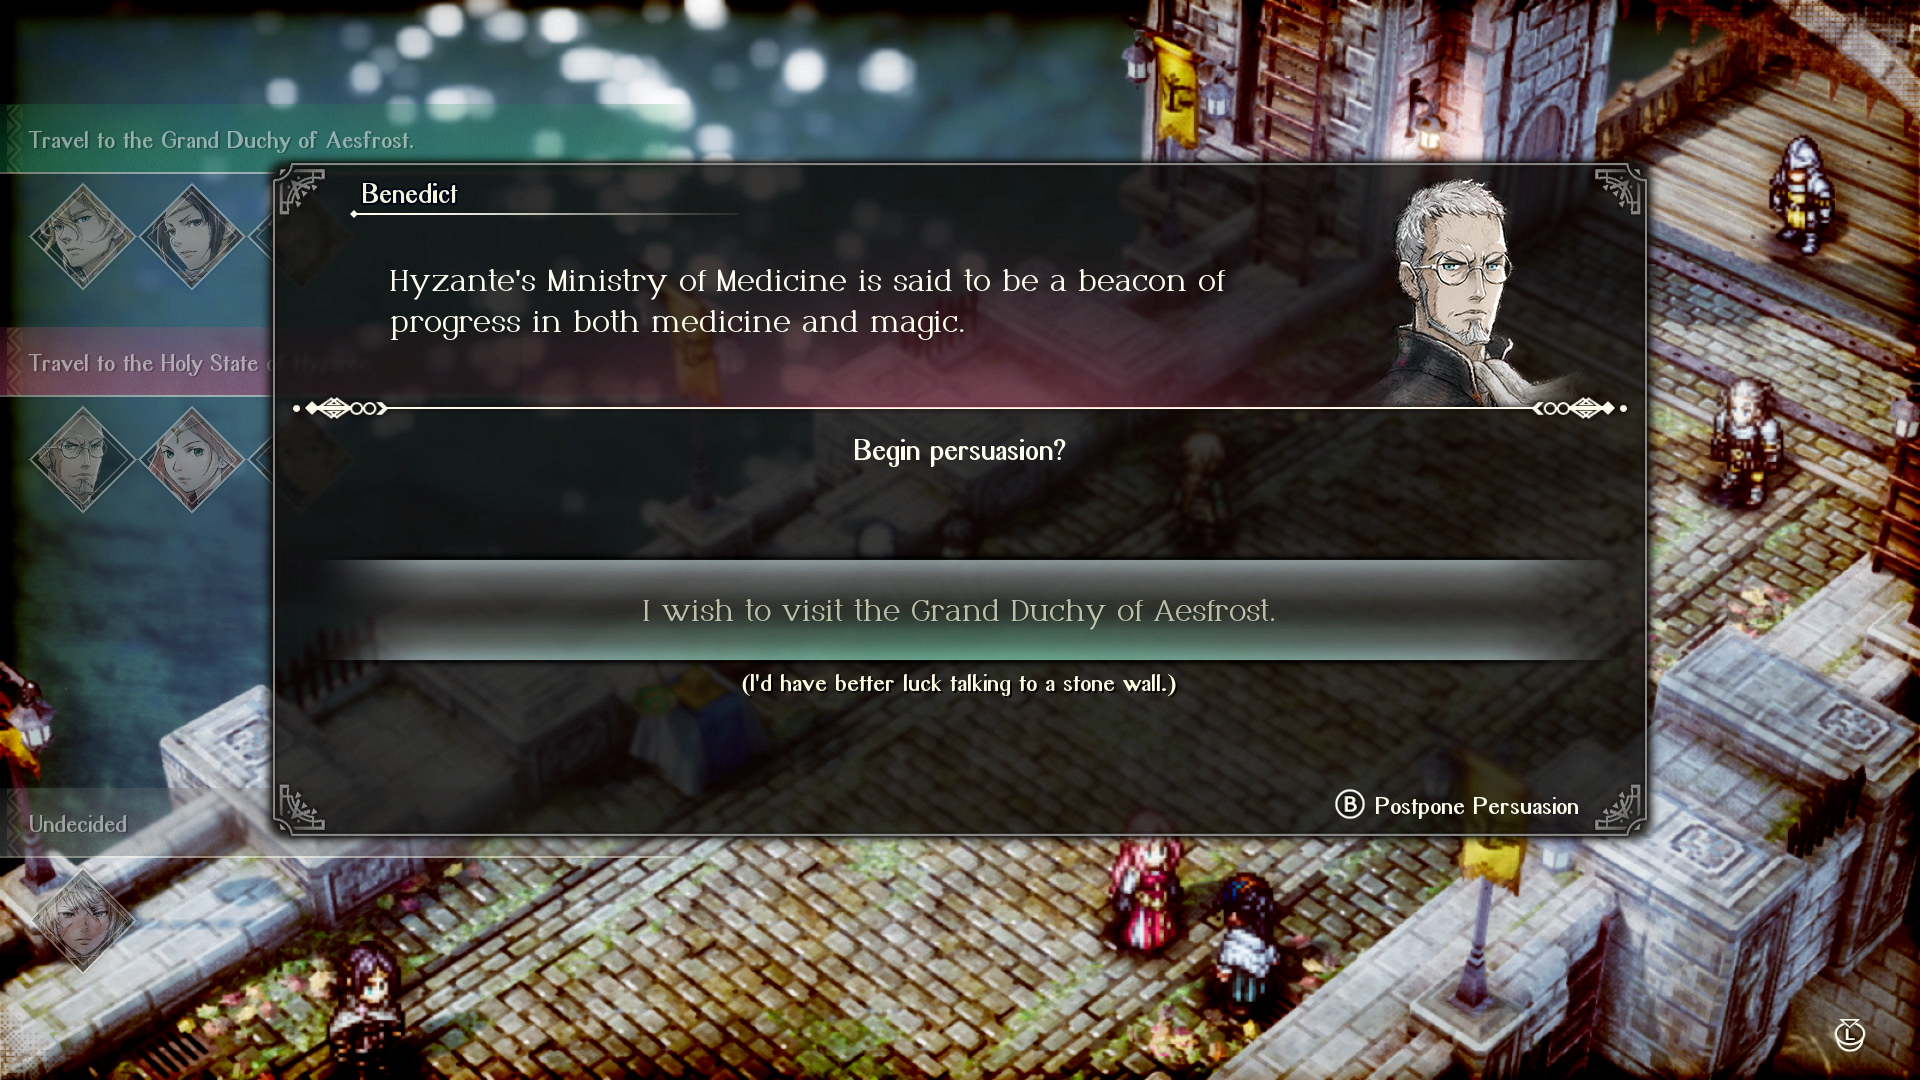 Travel to the Grand Duchy of Aesfrost.
Benedict
Hyzante's Ministry of Medicine is said to be a beacon of
progress in both medicine and magic.
Travel to the Holy State of Hyzante.
Begin persuasion?
I wish to visit the Grand Duchy of Aesfrost.
(I'd have better luck talking to a stone wall.)
B Postpone Persuasion
Undecided
L